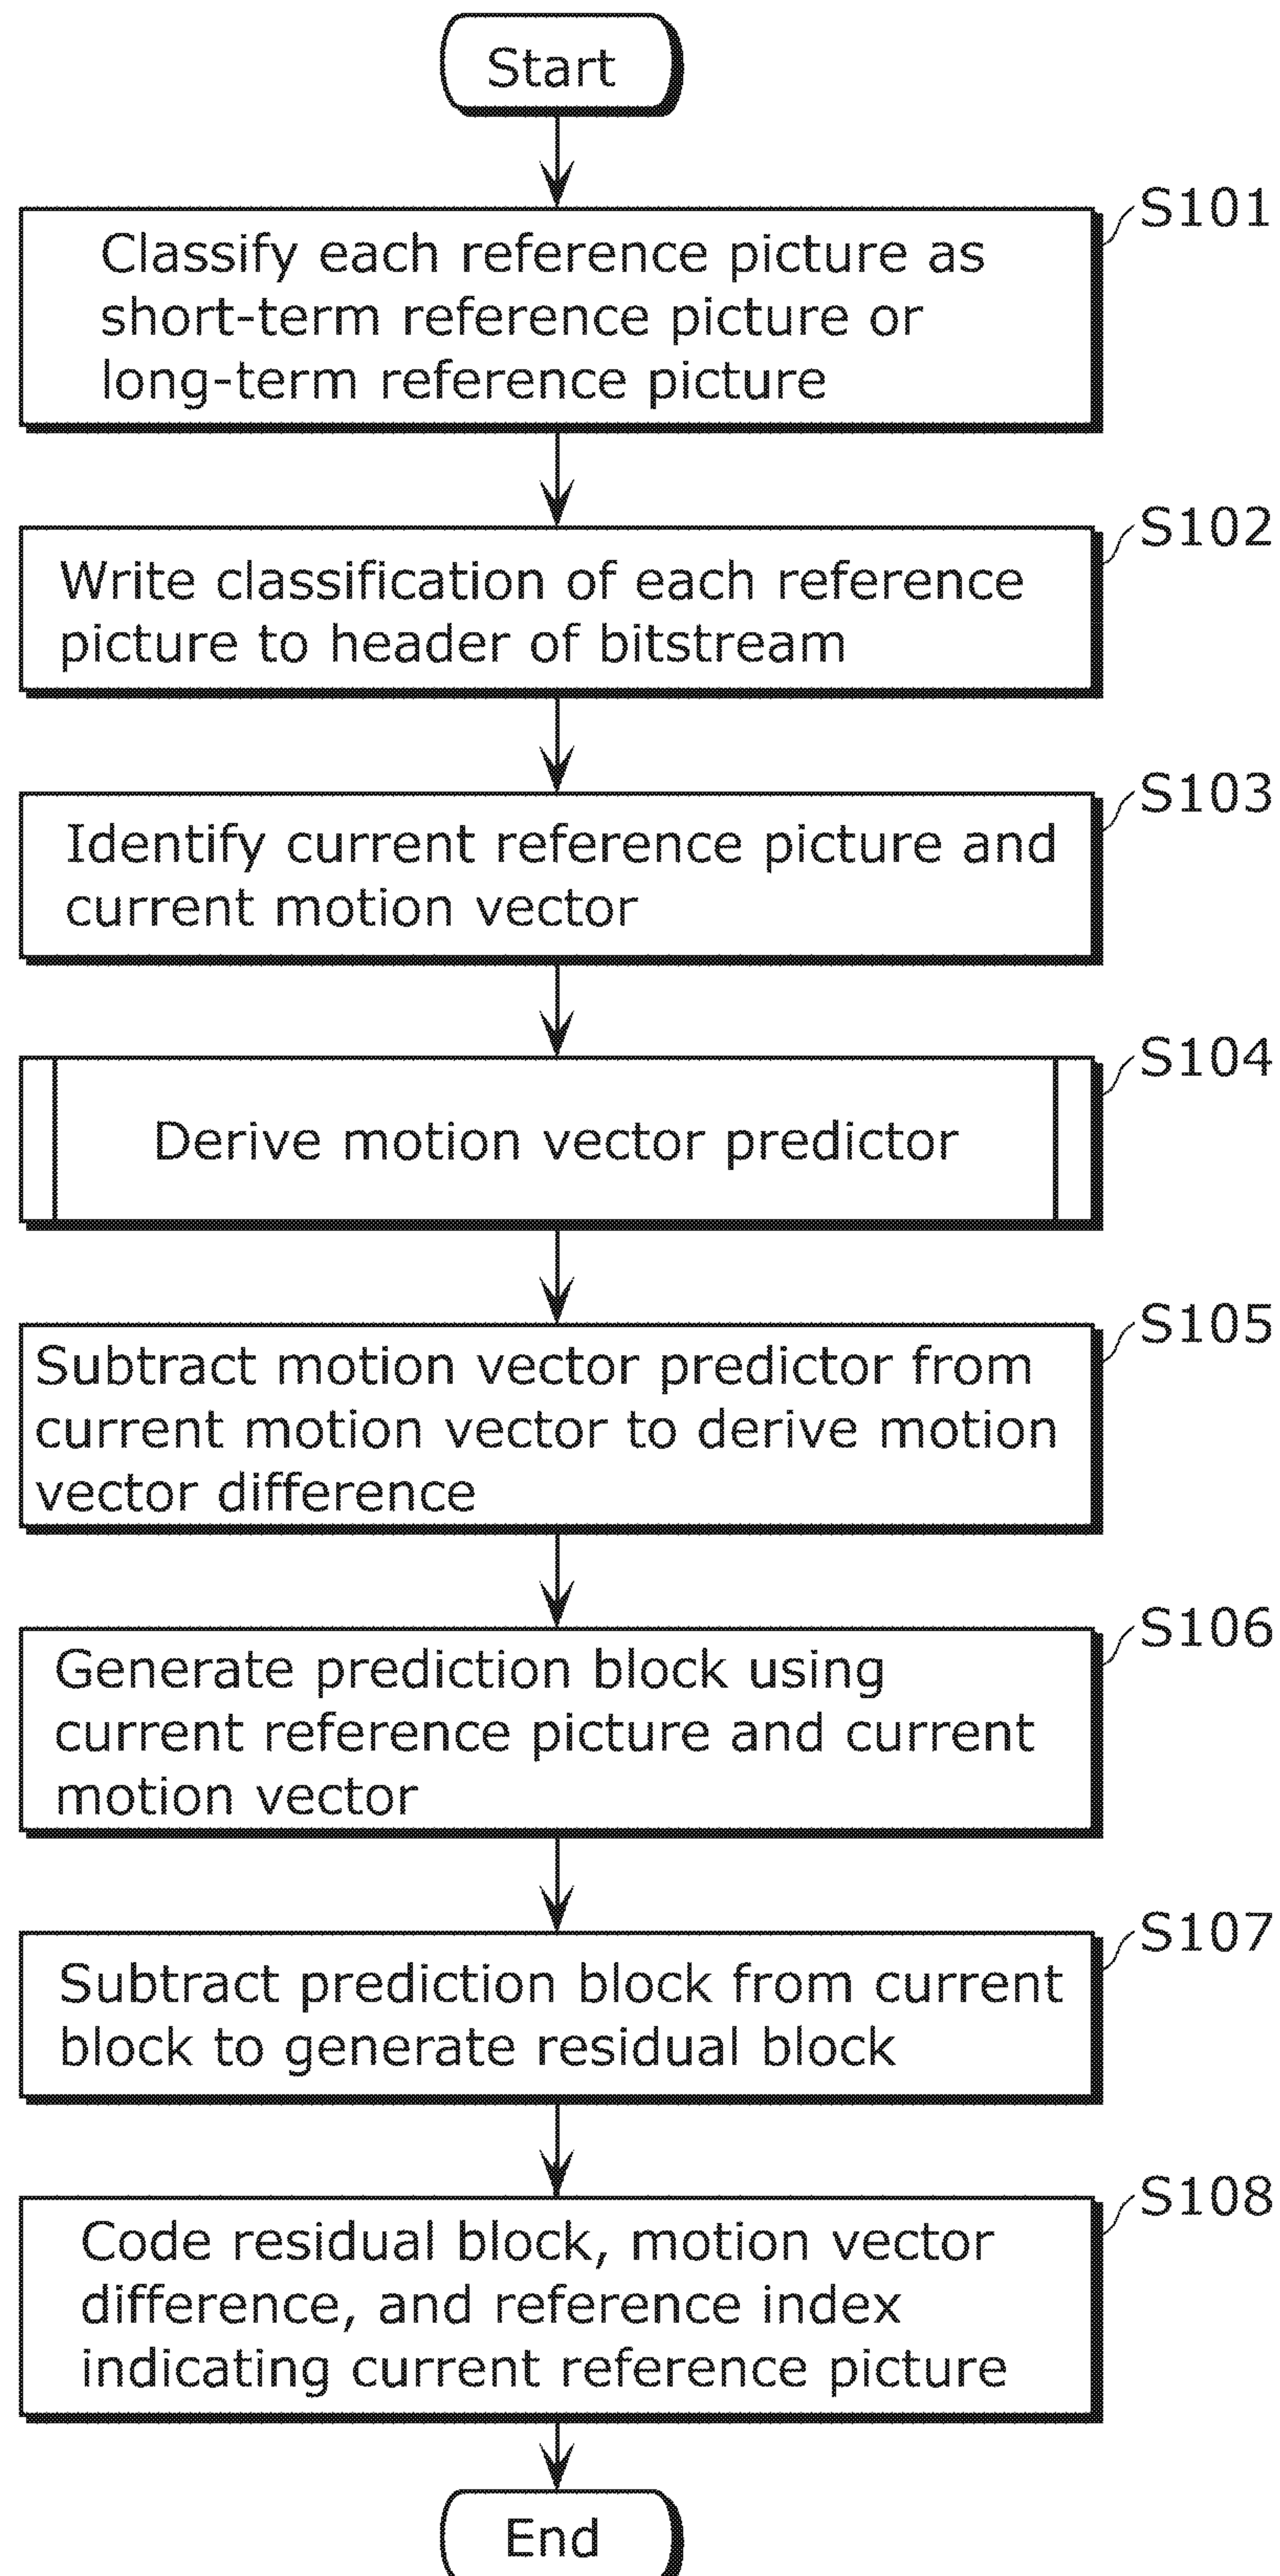 Start
S101
Classify each reference picture as
short-term reference picture or
long-term reference picture
S102
Write classification of each reference
picture to header of bitstream
S103
Identify current reference picture and
current motion vector
S104
Derive motion vector predictor
S105
Subtract motion vector predictor from
current motion vector to derive motion
vector difference
S106
Generate prediction block using
current reference picture and current
motion vector
S107
Subtract prediction block from current
block to generate residual block
S108
Code residual block, motion vector
difference, and reference index
indicating current reference picture
End